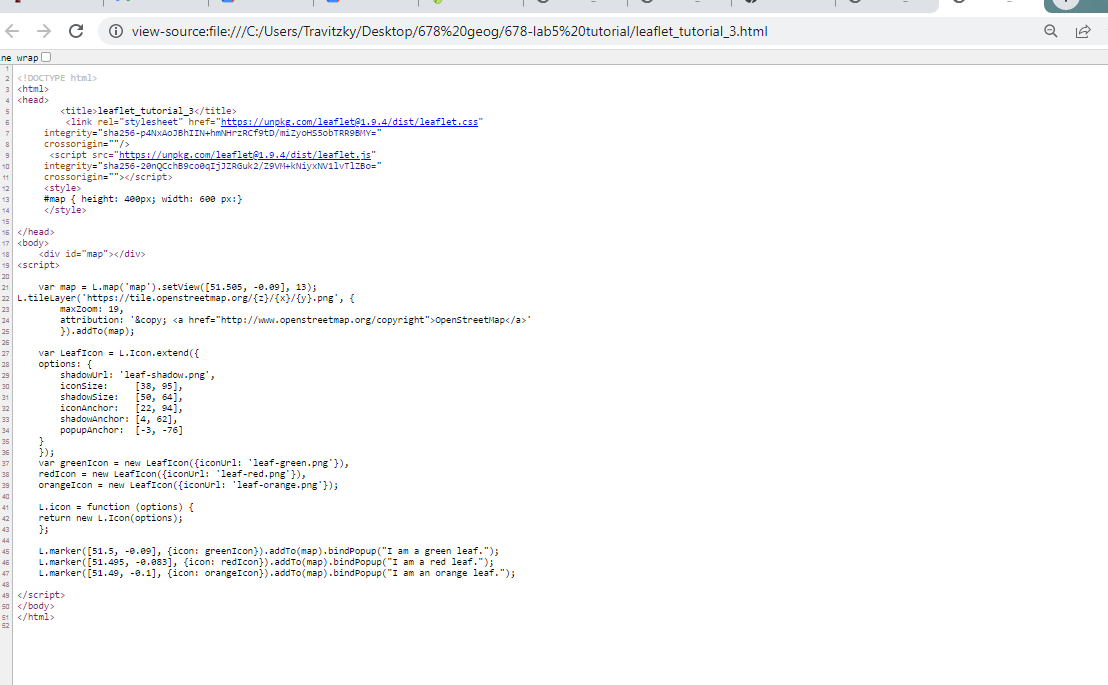 view-source:file:///C:/Users/Travitzky/Desktop/678%20geog/678-lab5%20tutorial/leaflet_tutorial_3.html
ne wrap
1
2 <!DOCTYPE html>
3 <html>
4 <head>
5 <title>leaflet_tutorial_3</title>
6 <link rel="stylesheet" href="https://unpkg.com/leaflet@1.9.4/dist/leaflet.css"
7 integrity="sha256-p4NxAoJBhIIN+hmNHrzRCf9tD/miZyoHS5obTRR9BMY="
8 crossorigin=""/>
9 <script src="https://unpkg.com/leaflet@1.9.4/dist/leaflet.js"
10 integrity="sha256-20nQCchB9co0qIjJZRGuk2/Z9VM+kNiyxNV1lvTlZBo="
11 crossorigin=""></script>
12 <style>
13 #map { height: 400px; width: 600 px:}
14 </style>
15
16 </head>
17 <body>
18 <div id="map"></div>
19 <script>
20
21 var map = L.map('map').setView([51.505, -0.09], 13);
22 L.tileLayer('https://tile.openstreetmap.org/{z}/{x}/{y}.png', {
23 maxZoom: 19,
24 attribution: '&copy; <a href="http://www.openstreetmap.org/copyright">OpenStreetMap</a>'
25 }).addTo(map);
26
27 var LeafIcon = L.Icon.extend({
28 options: {
29 shadowUrl: 'leaf-shadow.png',
30 iconSize: [38, 95],
31 shadowSize: [50, 64],
32 iconAnchor: [22, 94],
33 shadowAnchor: [4, 62],
34 popupAnchor: [-3, -76]
35 }
36 });
37 var greenIcon = new LeafIcon({iconUrl: 'leaf-green.png'}),
38 redIcon = new LeafIcon({iconUrl: 'leaf-red.png'}),
39 orangeIcon = new LeafIcon({iconUrl: 'leaf-orange.png'});
40
41 L.icon = function (options) {
42 return new L.Icon(options);
43 };
44
45 L.marker([51.5, -0.09], {icon: greenIcon}).addTo(map).bindPopup("I am a green leaf.");
46 L.marker([51.495, -0.083], {icon: redIcon}).addTo(map).bindPopup("I am a red leaf.");
47 L.marker([51.49, -0.1], {icon: orangeIcon}).addTo(map).bindPopup("I am an orange leaf.");
48
49 </script>
50 </body>
51 </html>
52